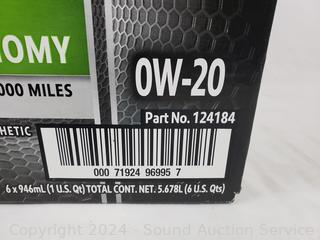 OMY
000 MILES
0W-20
Part No. 124184
HETIC
000 71924 96995 7
6 x 946mL (1 U.S. Qt) TOTAL CONT. NET. 5.678L (6 U.S. Qts)
Copyright © 2024 - Sound Auction Service